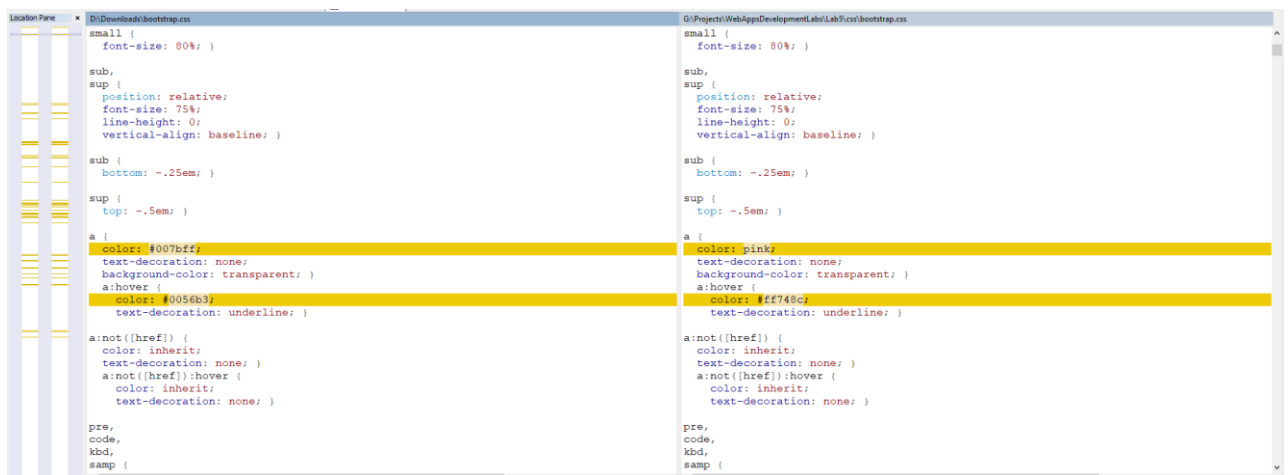 Location Pane x
D:\Downloads\bootstrap.css
small {
  font-size: 80%; }

sub,
sup {
  position: relative;
  font-size: 75%;
  line-height: 0;
  vertical-align: baseline; }

sub {
  bottom: -.25em; }

sup {
  top: -.5em; }

a {
  color: #007bff;
  text-decoration: none;
  background-color: transparent; }
  a:hover {
    color: #0056b3;
    text-decoration: underline; }

a:not([href]) {
  color: inherit;
  text-decoration: none; }
  a:not([href]):hover {
    color: inherit;
    text-decoration: none; }

pre,
code,
kbd,
samp {
G:\Projects\WebAppsDevelopmentLabs\Lab5\css\bootstrap.css
small {
  font-size: 80%; }

sub,
sup {
  position: relative;
  font-size: 75%;
  line-height: 0;
  vertical-align: baseline; }

sub {
  bottom: -.25em; }

sup {
  top: -.5em; }

a {
  color: pink;
  text-decoration: none;
  background-color: transparent; }
  a:hover {
    color: #ff748c;
    text-decoration: underline; }

a:not([href]) {
  color: inherit;
  text-decoration: none; }
  a:not([href]):hover {
    color: inherit;
    text-decoration: none; }

pre,
code,
kbd,
samp {